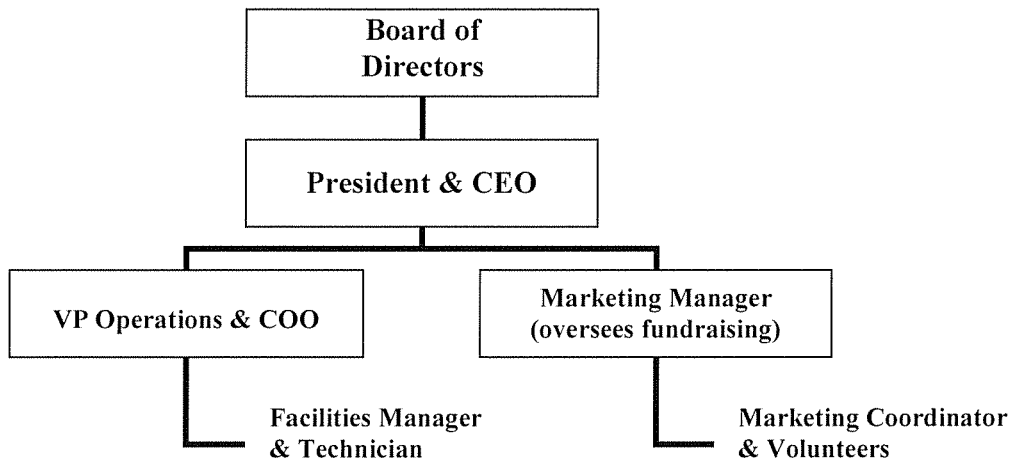 Board of
Directors
President & CEO
VP Operations & COO
Marketing Manager
(oversees fundraising)
Facilities Manager
& Technician
Marketing Coordinator
& Volunteers